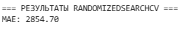 === РЕЗУЛЬТАТЫ RANDOMIZEDSEARCHCV ===
MAE: 2854.70